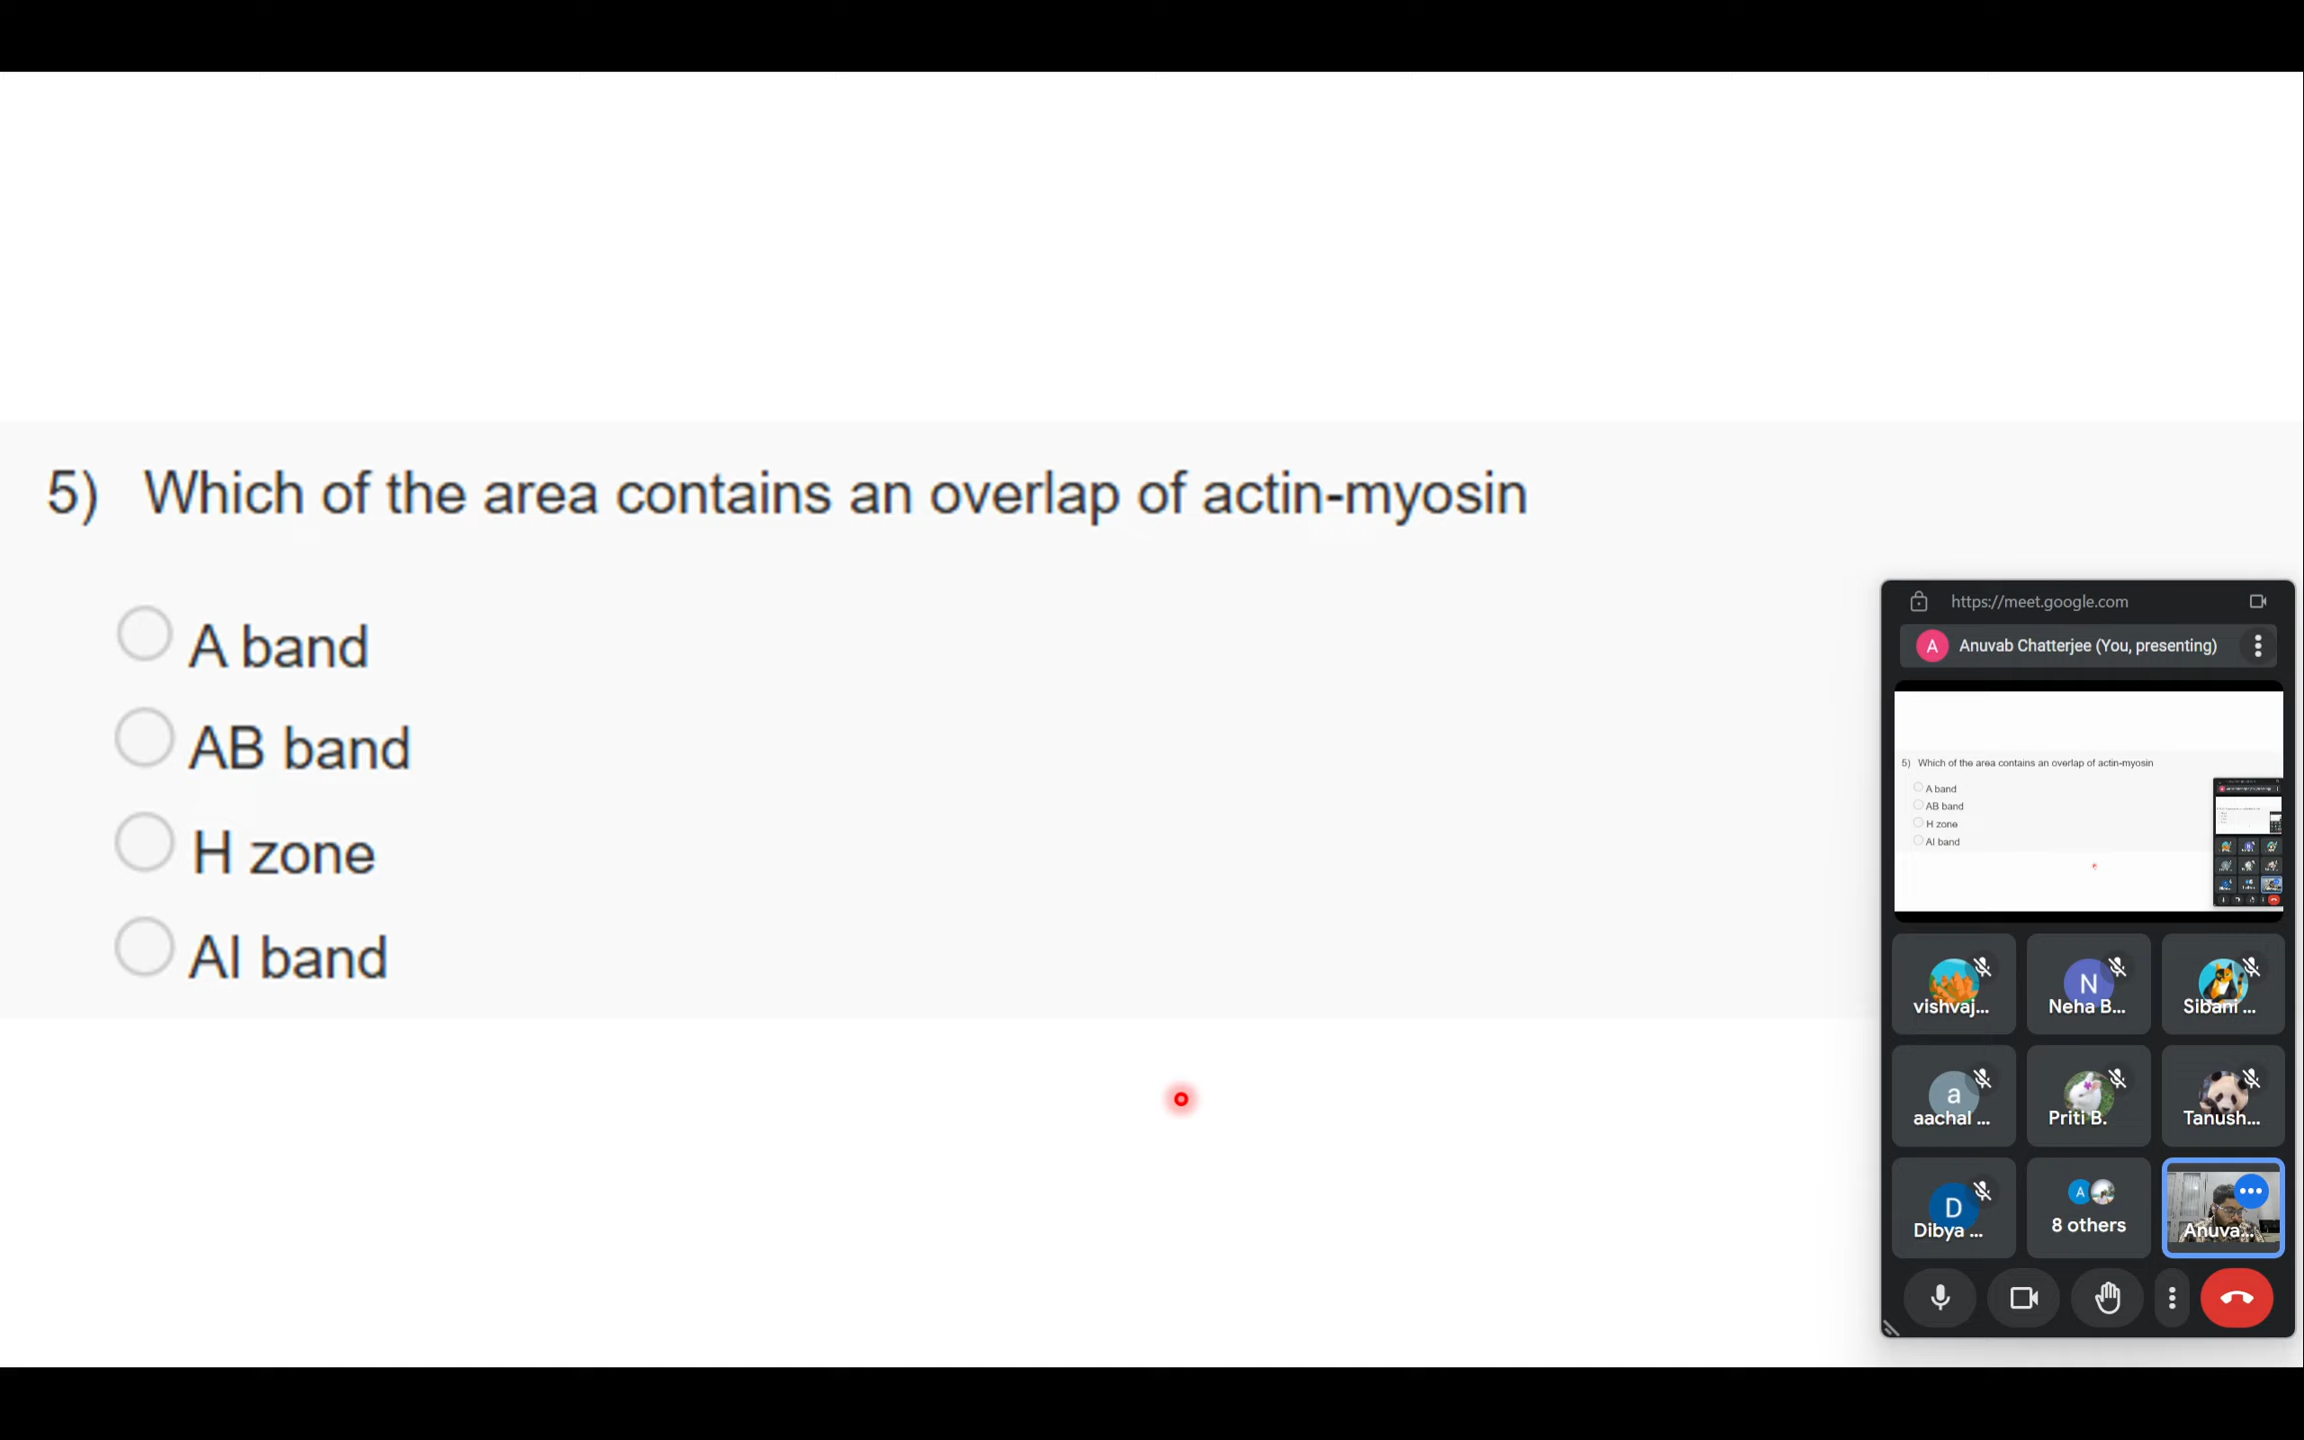 5) Which of the area contains an overlap of actin-myosin
A band
AB band
H zone
AI band
https://meet.google.com
A Anuvab Chatterjee (You, presenting)
5) Which of the area contains an overlap of actin-myosin
A band
AB band
H zone
AI band
vishvaj...
N
Neha B...
Sibani ...
a
aachal ...
Priti B.
Tanush...
D
Dibya ...
A
8 others
Anuva...